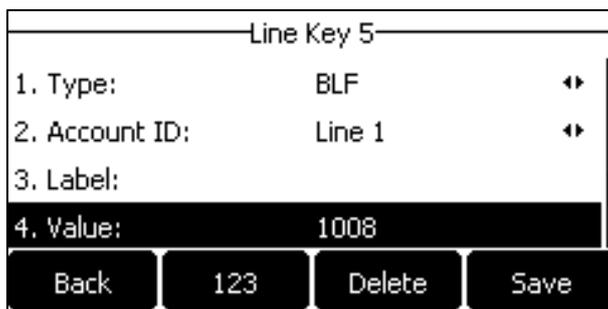 Line Key 5
1. Type: BLF
2. Account ID: Line 1
3. Label:
4. Value: 1008
Back 123 Delete Save